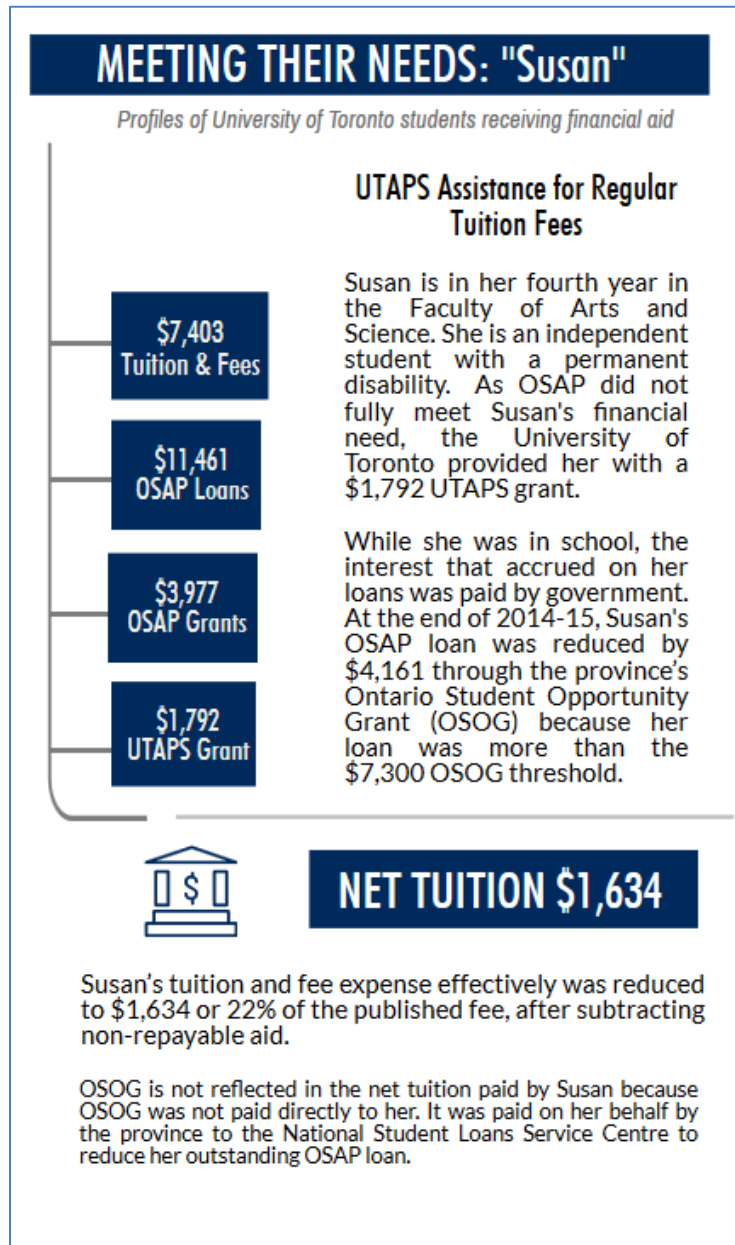 MEETING THEIR NEEDS: "Susan"
Profiles of University of Toronto students receiving financial aid
UTAPS Assistance for Regular
Tuition Fees
$7,403
Tuition & Fees
$11,461
OSAP Loans
$3,977
OSAP Grants
$1,792
UTAPS Grant
Susan is in her fourth year in
the Faculty of Arts and
Science. She is an independent
student with a permanent
disability. As OSAP did not
fully meet Susan's financial
need, the University of
Toronto provided her with a
$1,792 UTAPS grant.
While she was in school, the
interest that accrued on her
loans was paid by government.
At the end of 2014-15, Susan's
OSAP loan was reduced by
$4,161 through the province's
Ontario Student Opportunity
Grant (OSOG) because her
loan was more than the
$7,300 OSOG threshold.
$
NET TUITION $1,634
Susan's tuition and fee expense effectively was reduced
to $1,634 or 22% of the published fee, after subtracting
non-repayable aid.
OSOG is not reflected in the net tuition paid by Susan because
OSOG was not paid directly to her. It was paid on her behalf by
the province to the National Student Loans Service Centre to
reduce her outstanding OSAP loan.